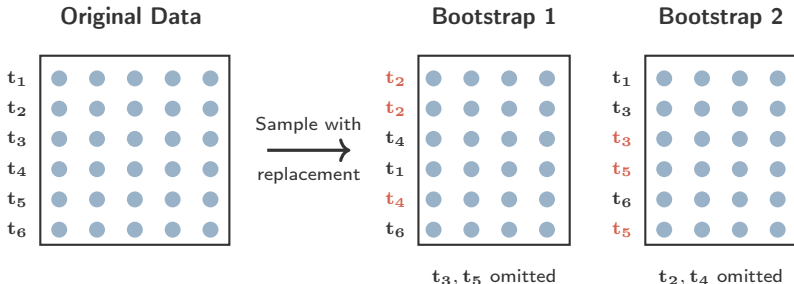 Original Data
t₁
t₂
t₃
t₄
t₅
t₆
Sample with
replacement
Bootstrap 1
t₂
t₂
t₄
t₁
t₄
t₆
t₃, t₅ omitted
Bootstrap 2
t₁
t₃
t₃
t₅
t₆
t₅
t₂, t₄ omitted